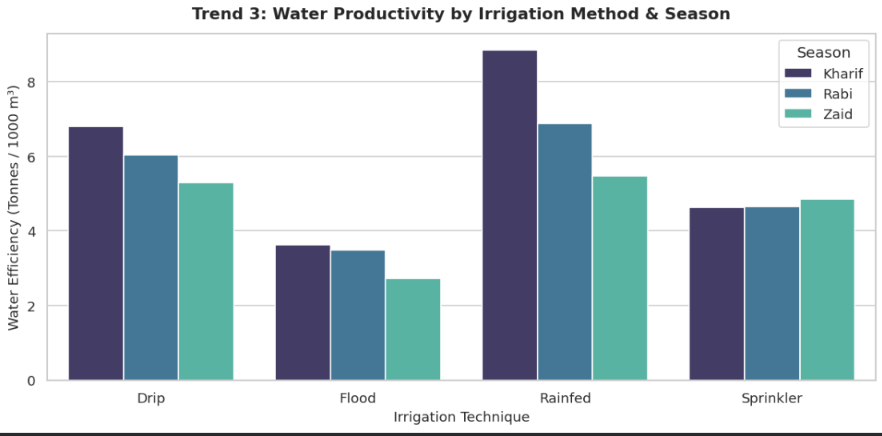 Trend 3: Water Productivity by Irrigation Method & Season
Season
Kharif
Rabi
Zaid
Water Efficiency (Tonnes / 1000 m³)
8
6
4
2
0
Drip
Flood
Rainfed
Sprinkler
Irrigation Technique